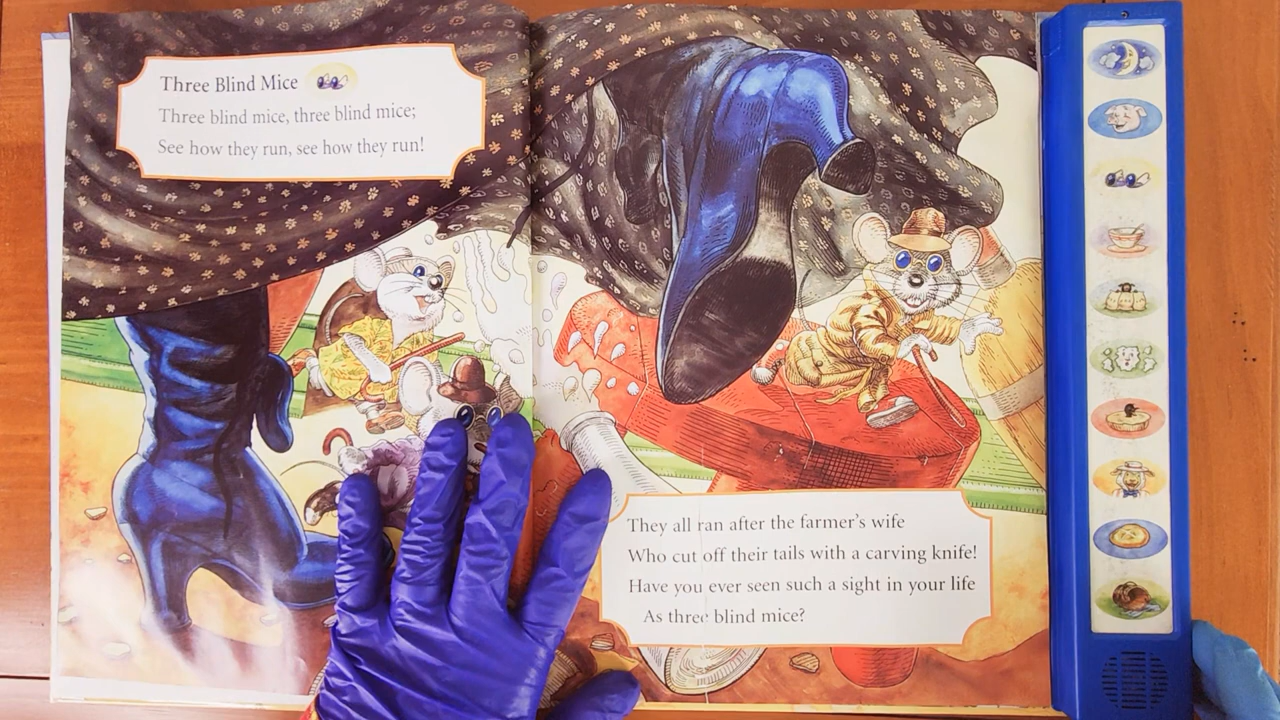 Three Blind Mice
Three blind mice, three blind mice;
See how they run, see how they run!
They all ran after the farmer's wife
Who cut off their tails with a carving knife!
Have you ever seen such a sight in your life
As three blind mice?